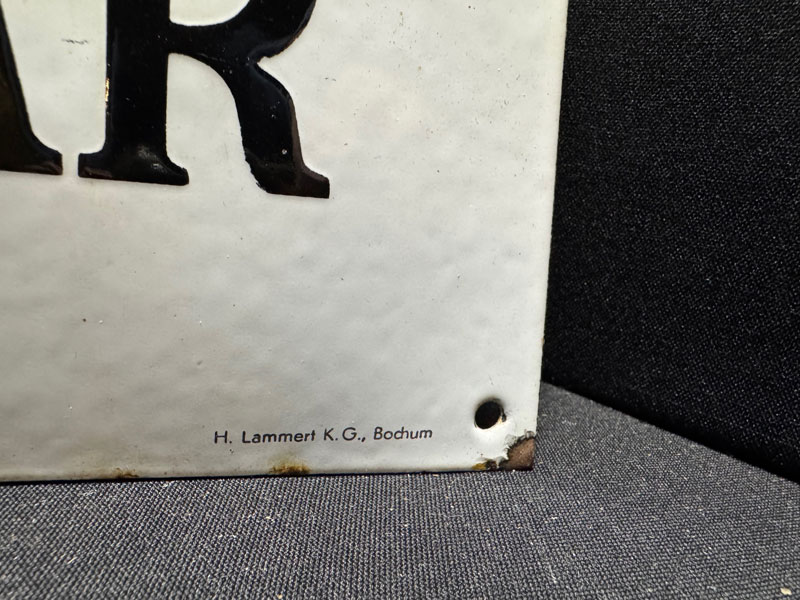 AR
H. Lammert K.G., Bochum